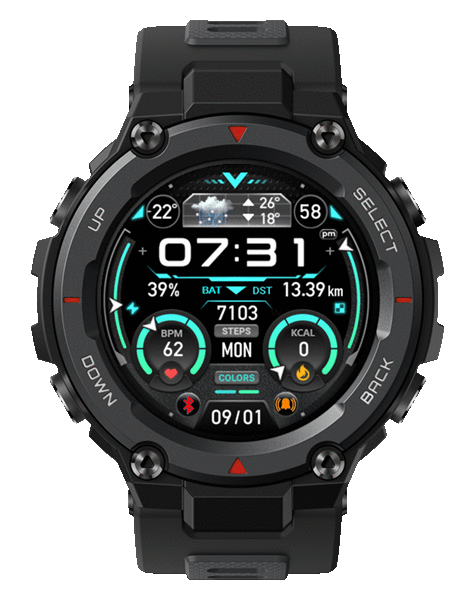 UP
SELECT
-22° 26° 18° 58
pm
07:31
39% BAT DST 13.39 km
7103
STEPS
BPM MON KCAL
62 0
COLORS
09/01
DOWN
BACK